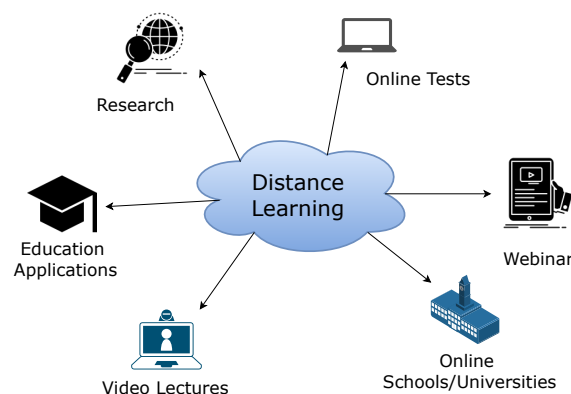 Online Tests
Research
Distance
Learning
Education
Applications
Webinar
Online
Schools/Universities
Video Lectures